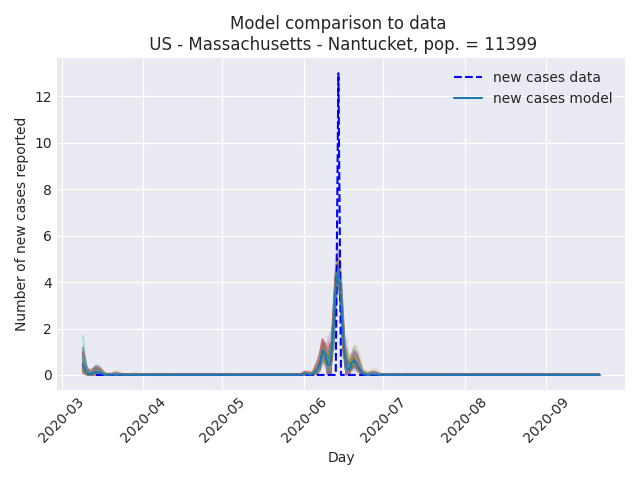 Model comparison to data
US - Massachusetts - Nantucket, pop. = 11399
new cases data
new cases model
Number of new cases reported
12
10
8
6
4
2
0
2020-03
2020-04
2020-05
2020-06
2020-07
2020-08
2020-09
Day